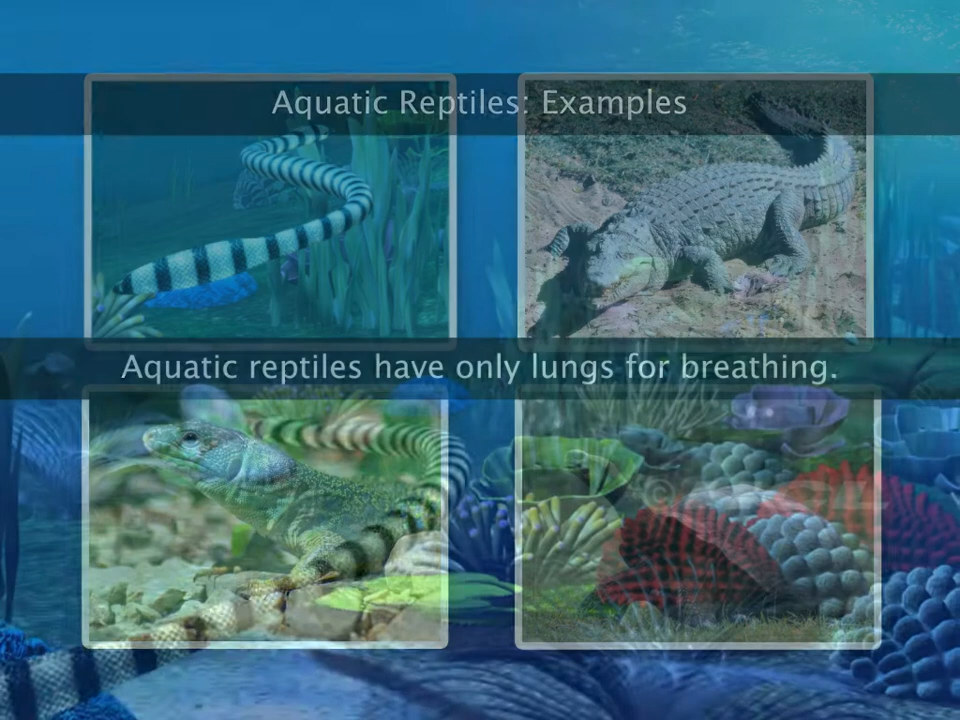 Aquatic Reptiles: Examples
Aquatic reptiles have only lungs for breathing.